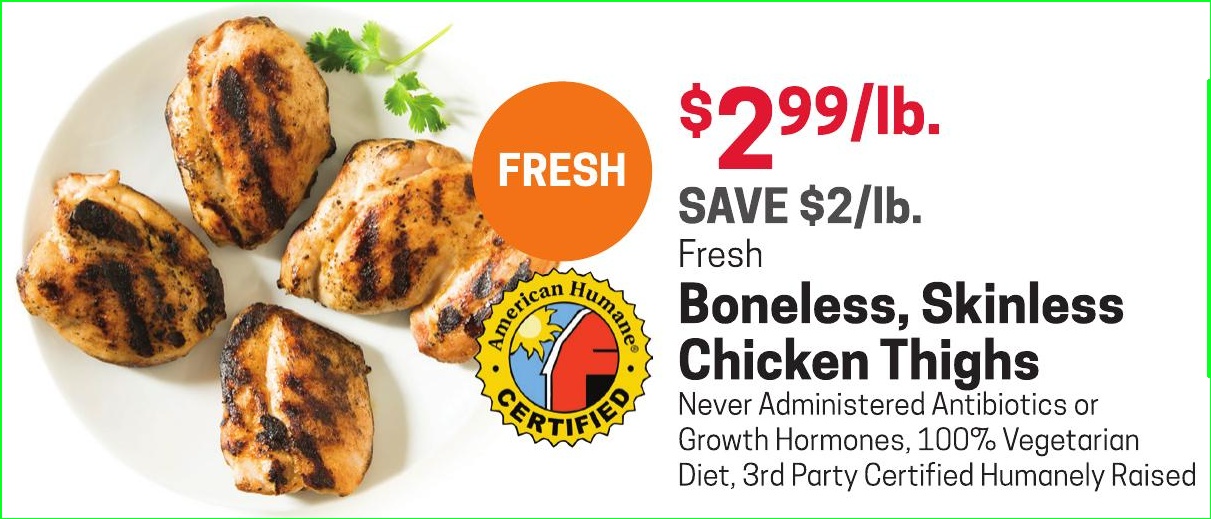 FRESH
American Humane®
CERTIFIED
$2.99/lb.
SAVE $2/lb.
Fresh
Boneless, Skinless
Chicken Thighs
Never Administered Antibiotics or
Growth Hormones, 100% Vegetarian
Diet, 3rd Party Certified Humanely Raised